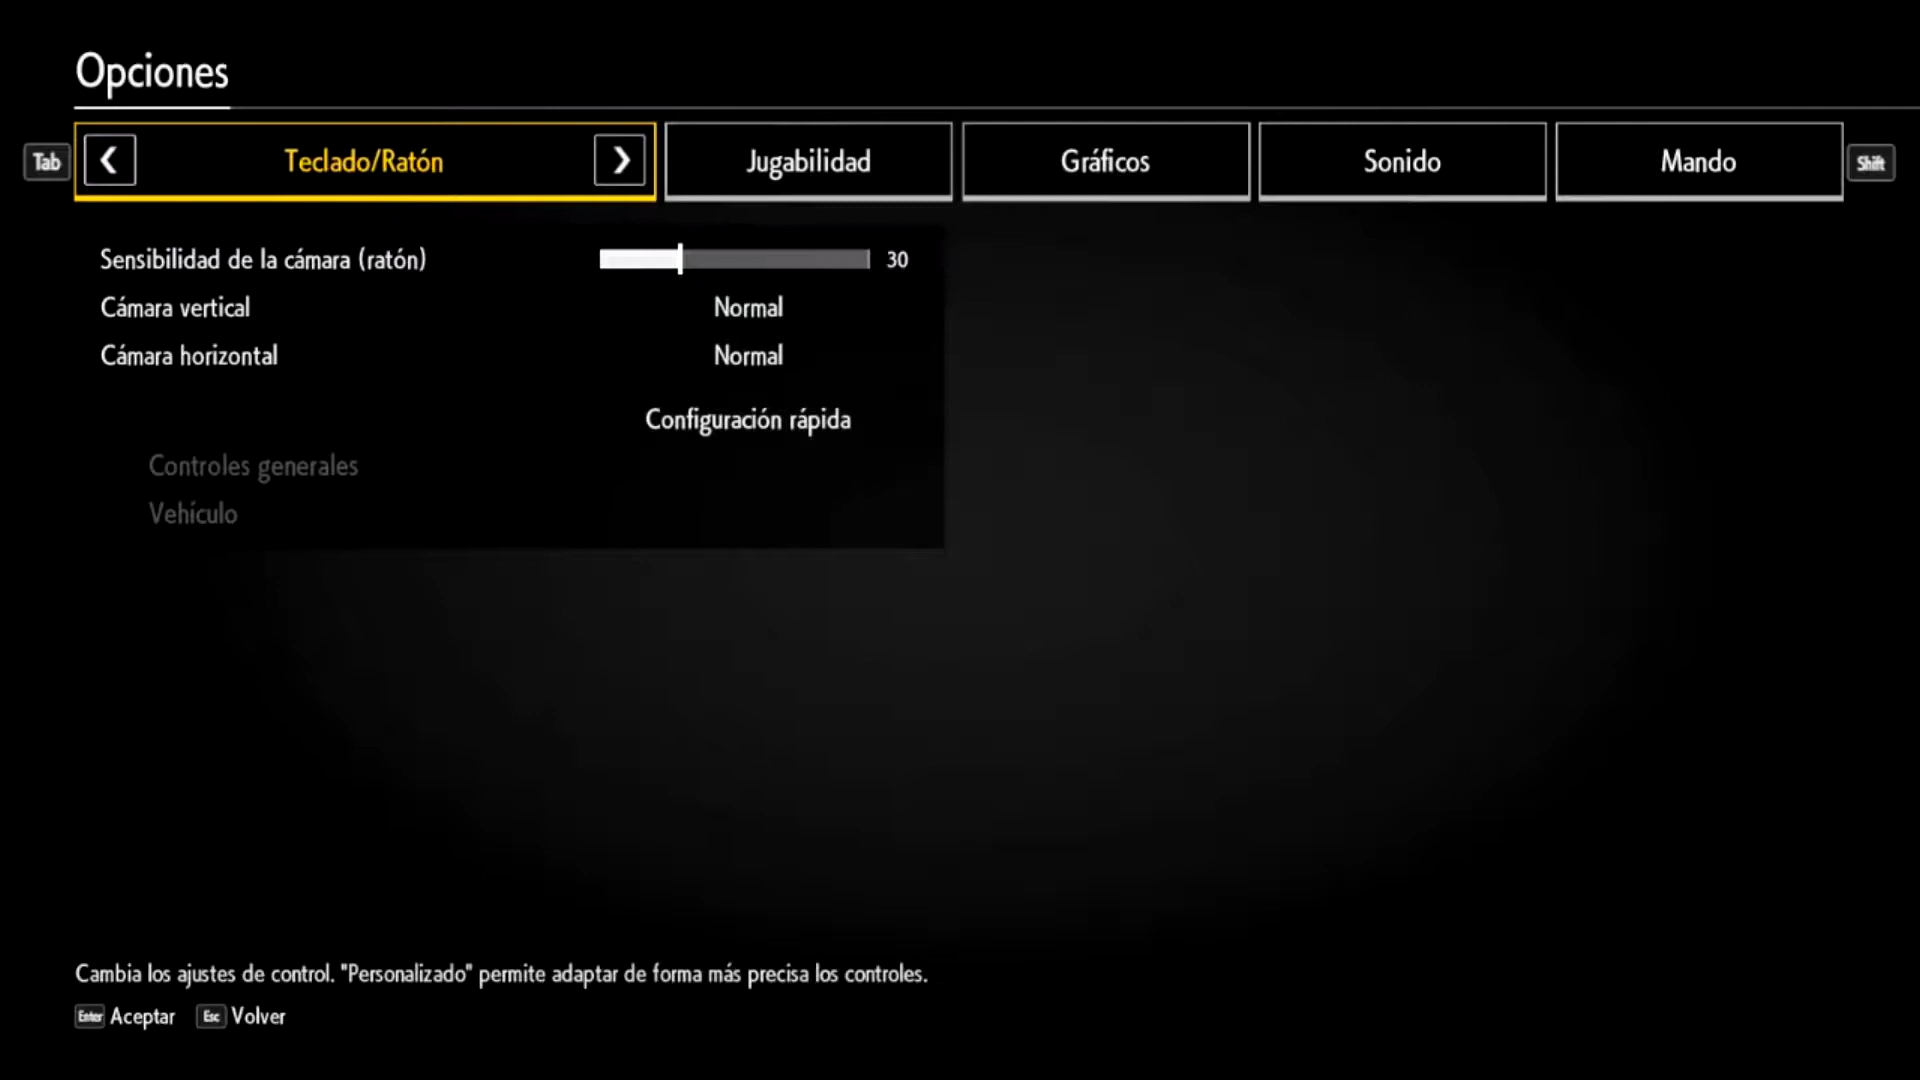 Opciones
Tab Teclado/Ratón Jugabilidad Gráficos Sonido Mando Shift
Sensibilidad de la cámara (ratón) 30
Cámara vertical Normal
Cámara horizontal Normal
Configuración rápida
Controles generales
Vehículo
Cambia los ajustes de control. "Personalizado" permite adaptar de forma más precisa los controles.
Enter Aceptar Esc Volver